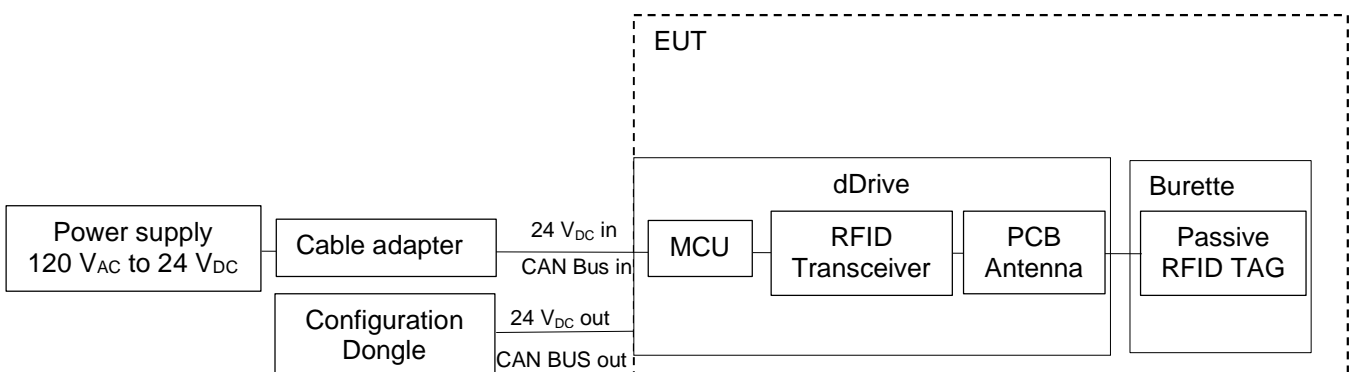 EUT
dDrive
Burette
Power supply
120 VAC to 24 VDC
Cable adapter
24 VDC in
CAN Bus in
MCU
RFID
Transceiver
PCB
Antenna
Passive
RFID TAG
Configuration
Dongle
24 VDC out
CAN BUS out